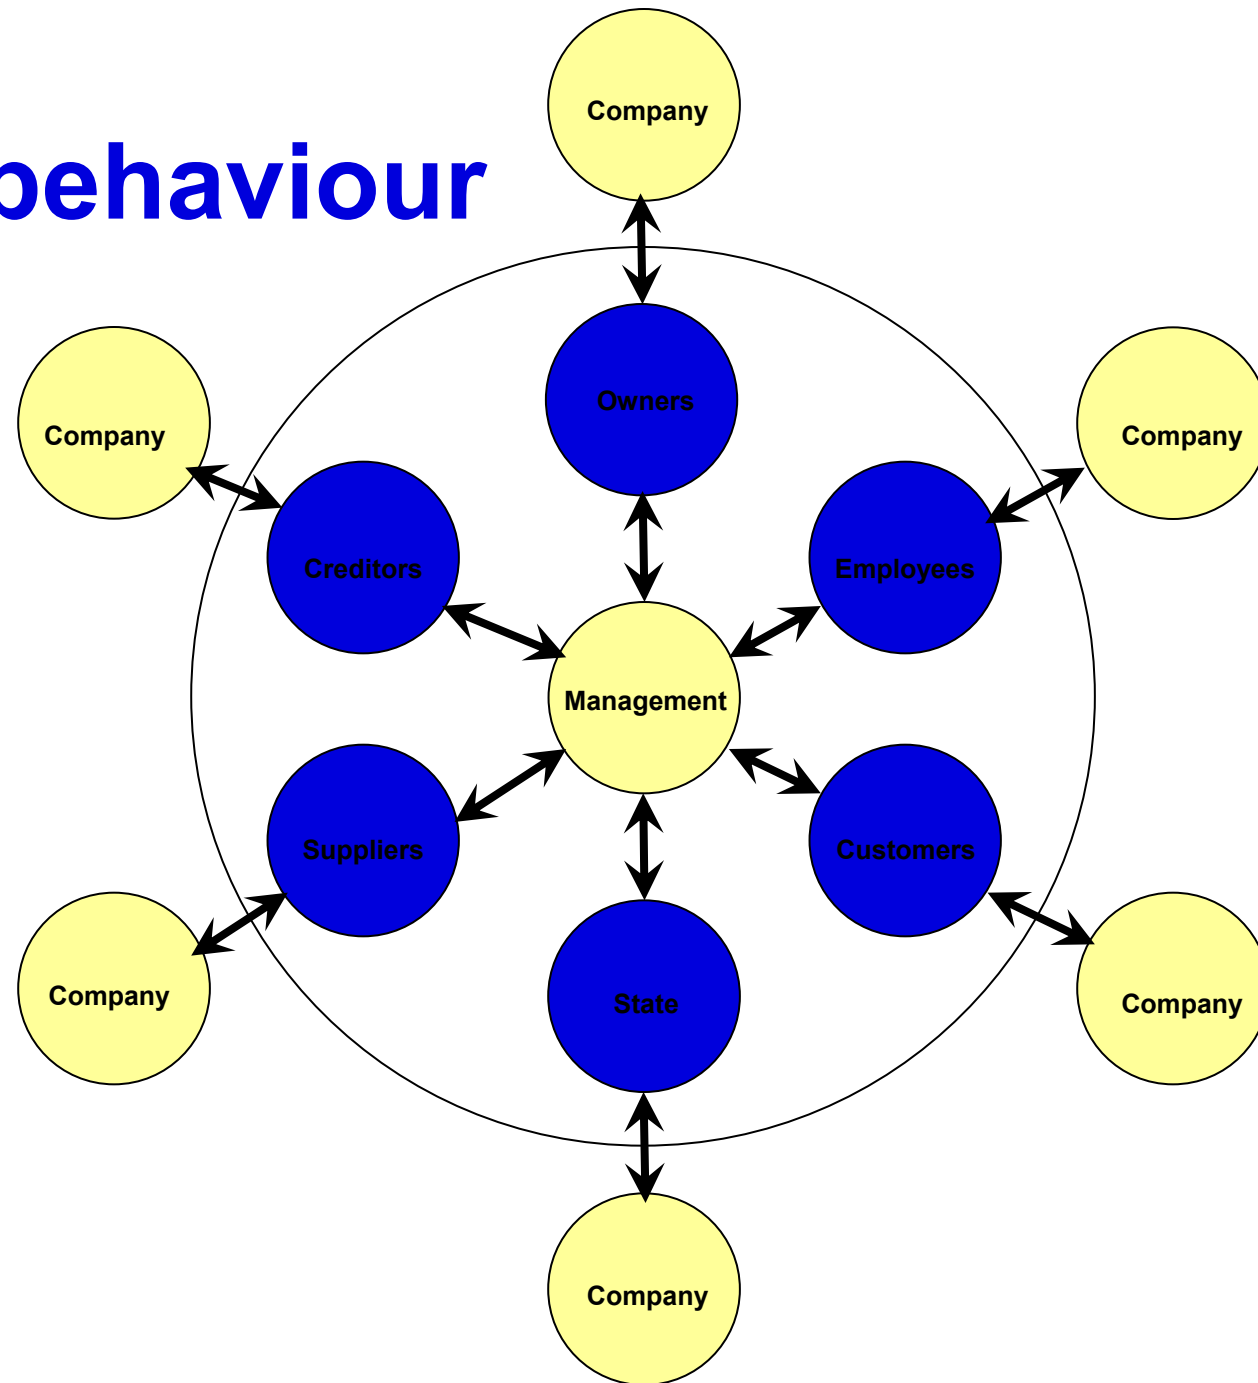 Company
behaviour
Owners
Company
Company
Creditors
Employees
Management
Suppliers
Customers
Company
State
Company
Company